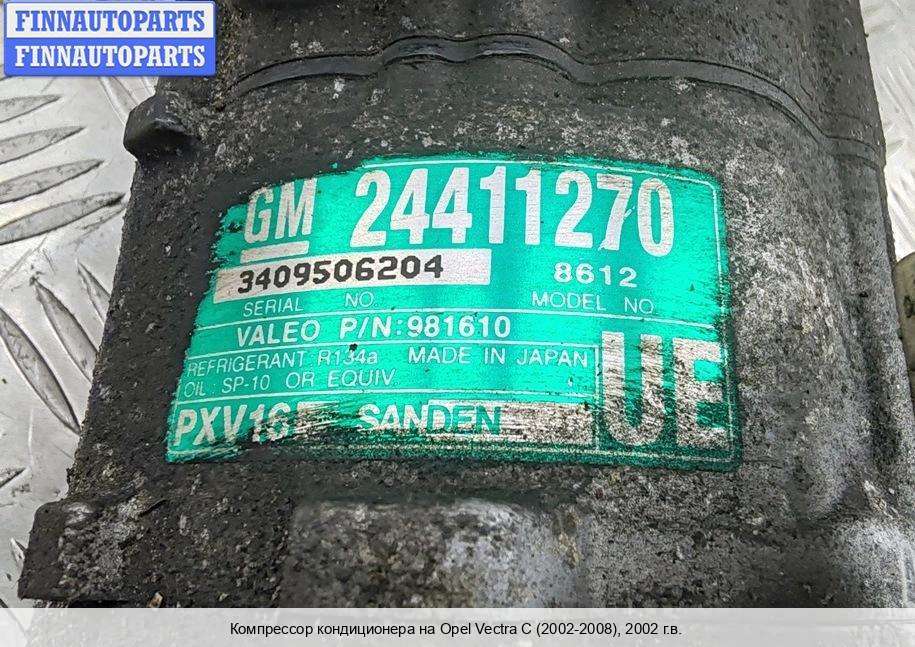 FINNAUTOPARTS
FINNAUTOPARTS
GM 24411270
3409506204 8612
SERIAL NO. MODEL NO.
VALEO P/N:981610
REFRIGERANT R134a MADE IN JAPAN
OIL : SP-10 OR EQUIV
UE
PXV16 SANDEN
Компрессор кондиционера на Opel Vectra C (2002-2008), 2002 г.в.